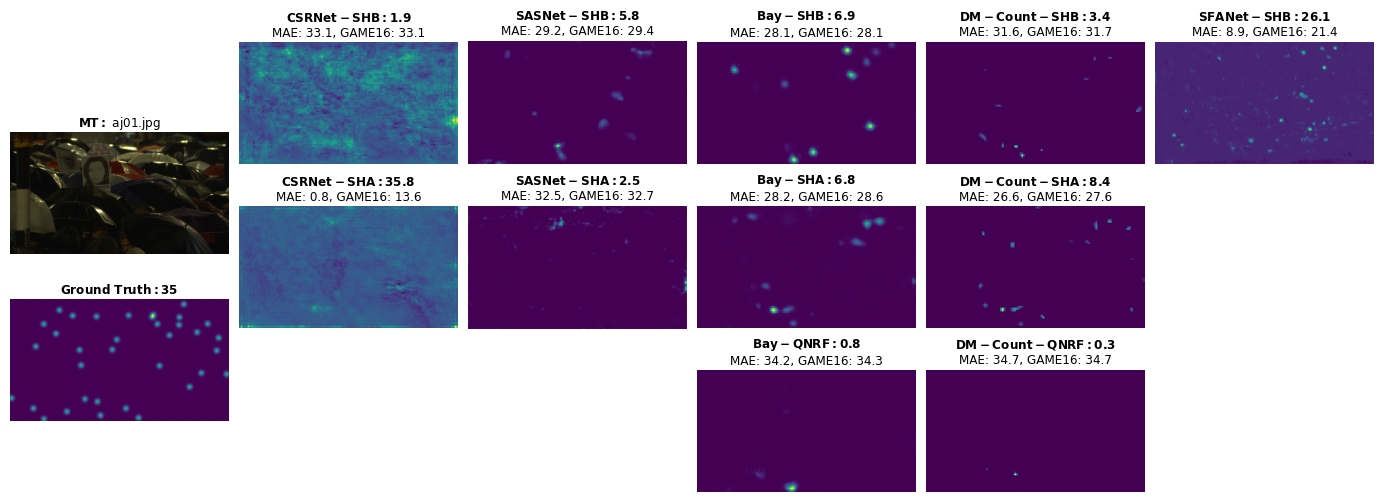 CSRNet−SHB: 1.9
MAE: 33.1, GAME16: 33.1
SASNet−SHB: 5.8
MAE: 29.2, GAME16: 29.4
Bay−SHB: 6.9
MAE: 28.1, GAME16: 28.1
DM−Count−SHB: 3.4
MAE: 31.6, GAME16: 31.7
SFANet−SHB: 26.1
MAE: 8.9, GAME16: 21.4
MT: aj01.jpg
CSRNet−SHA: 35.8
MAE: 0.8, GAME16: 13.6
SASNet−SHA: 2.5
MAE: 32.5, GAME16: 32.7
Bay−SHA: 6.8
MAE: 28.2, GAME16: 28.6
DM−Count−SHA: 8.4
MAE: 26.6, GAME16: 27.6
Ground Truth: 35
Bay−QNRF: 0.8
MAE: 34.2, GAME16: 34.3
DM−Count−QNRF: 0.3
MAE: 34.7, GAME16: 34.7